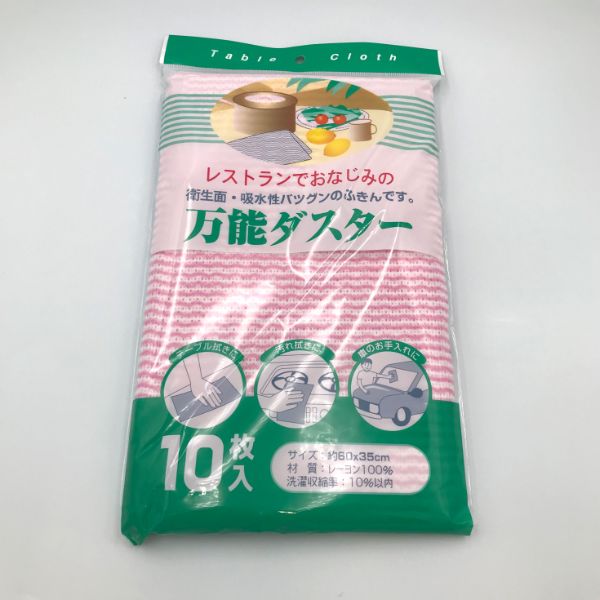 Table Cloth
レストランでおなじみの
衛生面・吸水性バツグンのふきんです。
万能ダスター
テーブル拭きに
汚れ拭きに
車のお手入れに
10枚入
サイズ：約60x35cm
材 質：レーヨン100%
洗濯収縮率：10%以内